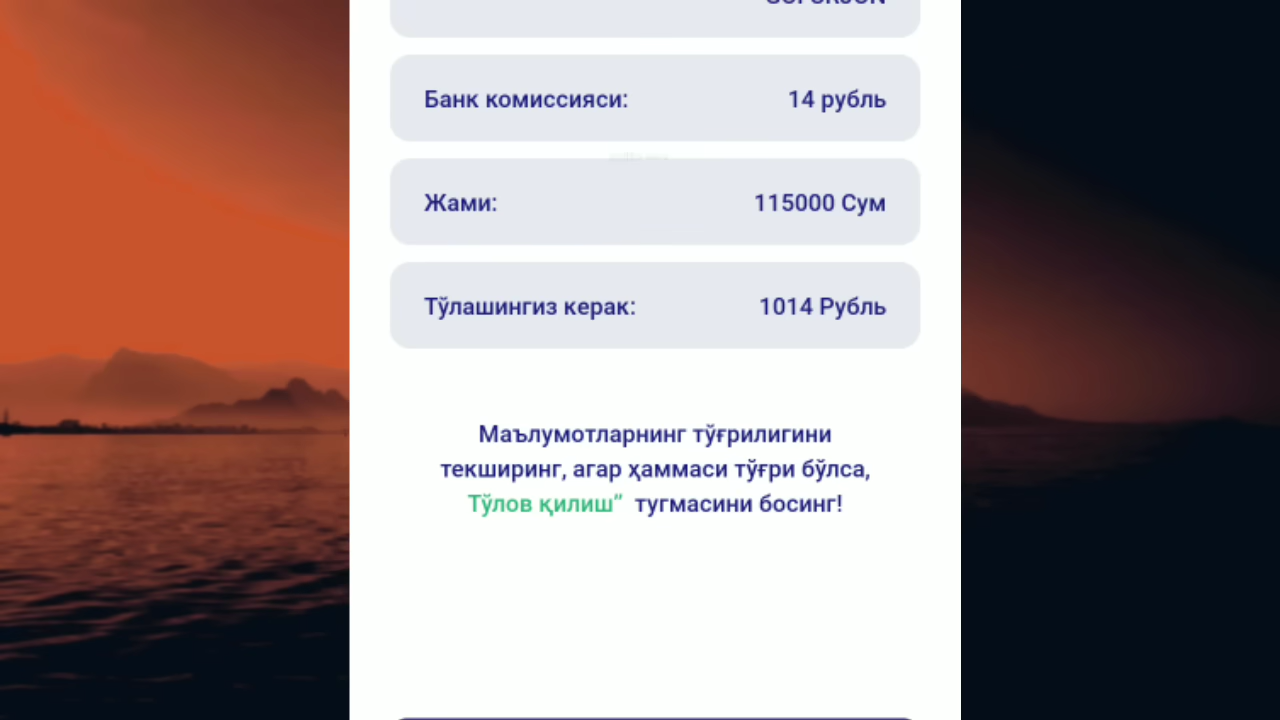 Банк комиссияси: 14 рубль
Жами: 115000 Сум
Тўлашингиз керак: 1014 Рубль
Маълумотларнинг тўғрилигини
текширинг, агар ҳаммаси тўғри бўлса,
Тўлов қилиш” тугмасини босинг!